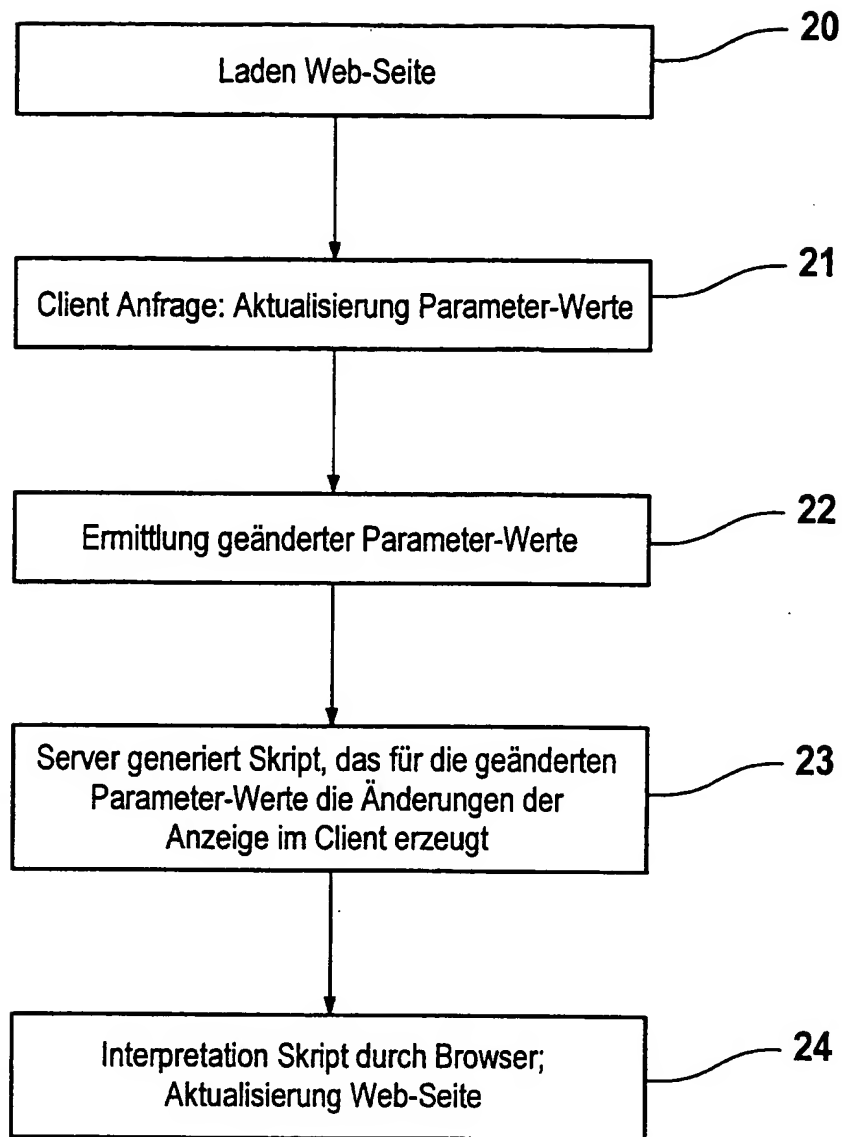 20
Laden Web-Seite
21
Client Anfrage: Aktualisierung Parameter-Werte
22
Ermittlung geänderter Parameter-Werte
23
Server generiert Skript, das für die geänderten
Parameter-Werte die Änderungen der
Anzeige im Client erzeugt
24
Interpretation Skript durch Browser;
Aktualisierung Web-Seite